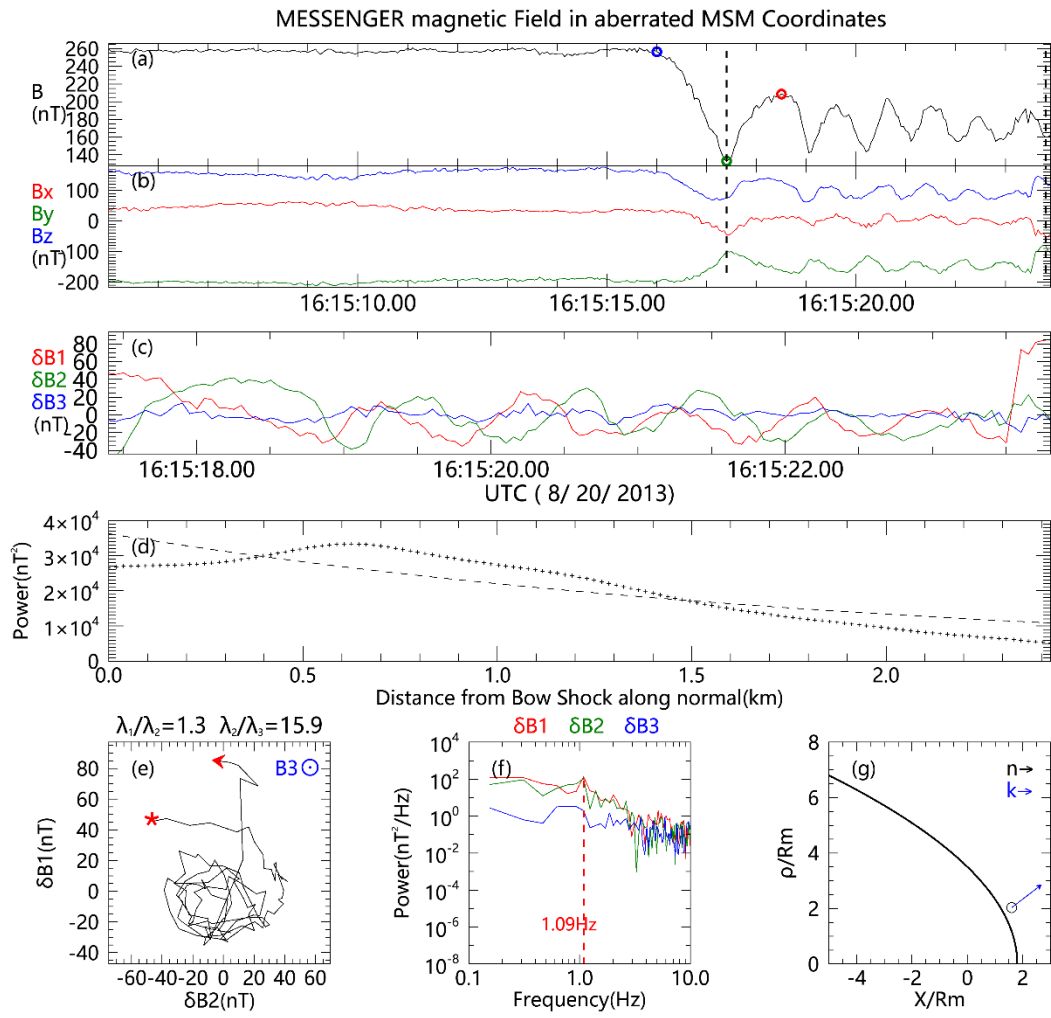 MESSENGER magnetic Field in aberrated MSM Coordinates
(a)
B
(nT)
260
240
220
200
180
160
140
(b)
Bx
By
Bz
(nT)
100
0
-100
-200
16:15:10.00
16:15:16.00
16:15:20.00
(c)
δB1
δB2
δB3
(nT)
80
60
40
20
0
-20
-40
16:15:18.00
16:15:20.00
16:15:22.00
UTC ( 8/ 20/ 2013)
(d)
Power(nT²)
4×10⁴
3×10⁴
2×10⁴
1×10⁴
0
0.0
0.5
1.0
1.5
2.0
Distance from Bow Shock along normal(km)
λ₁/λ₂=1.3 λ₂/λ₃=15.9
(e)
B3
δB1(nT)
80
60
40
20
0
-20
-40
-60
-40
-20
0
20
40
60
δB2(nT)
δB1 δB2 δB3
(f)
Power(nT²/Hz)
10⁴
10²
10⁰
10⁻²
10⁻⁴
10⁻⁶
10⁻⁸
1.09Hz
1.0
10.0
Frequency(Hz)
(g)
n→
k→
ρ/Rm
8
6
4
2
0
-4
-2
0
2
X/Rm